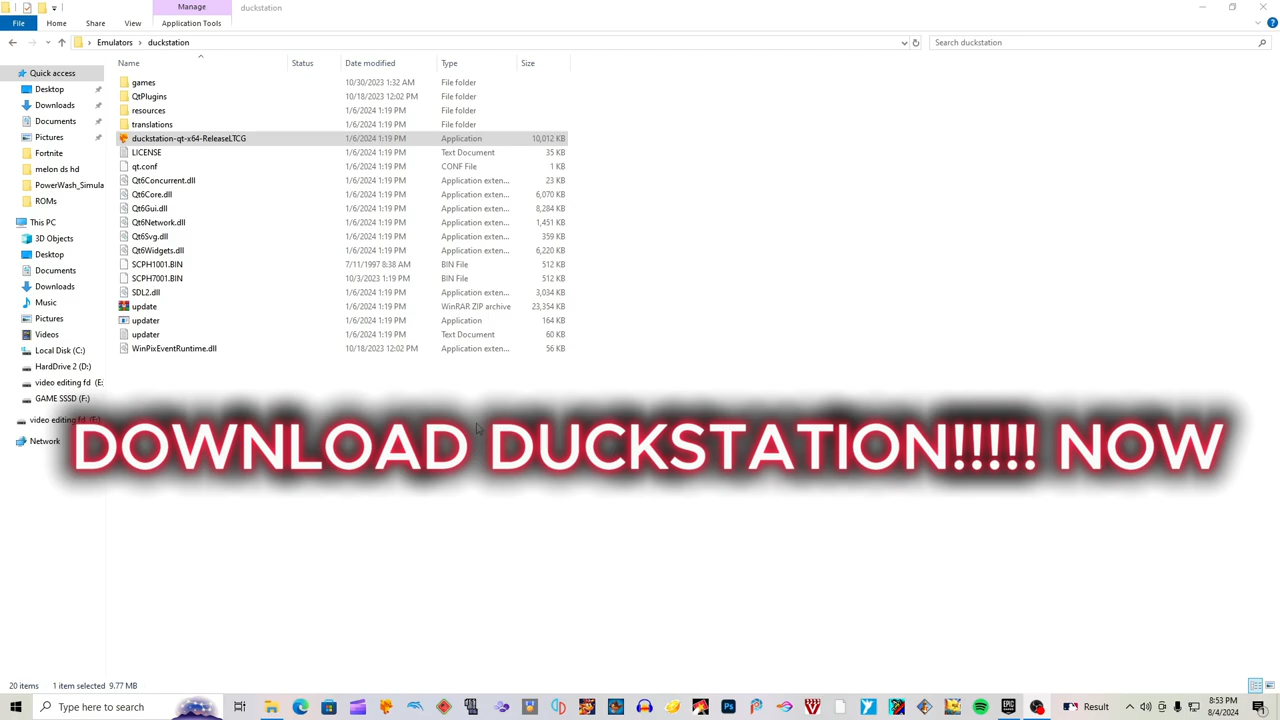 Manage
duckstation
File
Home
Share
View
Application Tools
Emulators
duckstation
Search duckstation
Name
Status
Date modified
Type
Size
Quick access
Desktop
Downloads
Documents
Pictures
Fortnite
melon ds hd
PowerWash_Simula
ROMs
This PC
3D Objects
Desktop
Documents
Downloads
Music
Pictures
Videos
Local Disk (C:)
HardDrive 2 (D:)
video editing fd (E:
GAME SSSD (F:)
video editing fd (E:)
Network
games 10/30/2023 1:32 AM File folder
QtPlugins 10/18/2023 12:02 PM File folder
resources 1/6/2024 1:19 PM File folder
translations 1/6/2024 1:19 PM File folder
duckstation-qt-x64-ReleaseLTCG 1/6/2024 1:19 PM Application 10,012 KB
LICENSE 1/6/2024 1:19 PM Text Document 35 KB
qt.conf 1/6/2024 1:19 PM CONF File 1 KB
Qt6Concurrent.dll 1/6/2024 1:19 PM Application exten... 23 KB
Qt6Core.dll 1/6/2024 1:19 PM Application exten... 6,070 KB
Qt6Gui.dll 1/6/2024 1:19 PM Application exten... 8,284 KB
Qt6Network.dll 1/6/2024 1:19 PM Application exten... 1,451 KB
Qt6Svg.dll 1/6/2024 1:19 PM Application exten... 359 KB
Qt6Widgets.dll 1/6/2024 1:19 PM Application exten... 6,220 KB
SCPH1001.BIN 7/11/1997 8:38 AM BIN File 512 KB
SCPH7001.BIN 10/3/2023 1:19 PM BIN File 512 KB
SDL2.dll 1/6/2024 1:19 PM Application exten... 3,034 KB
update 1/6/2024 1:19 PM WinRAR ZIP archive 23,354 KB
updater 1/6/2024 1:19 PM Application 164 KB
updater 1/6/2024 1:19 PM Text Document 60 KB
WinPixEventRuntime.dll 10/18/2023 12:02 PM Application exten... 56 KB
DOWNLOAD DUCKSTATION!!!!! NOW
20 items 1 item selected 9.77 MB
Type here to search
Result
8:53 PM
8/4/2024